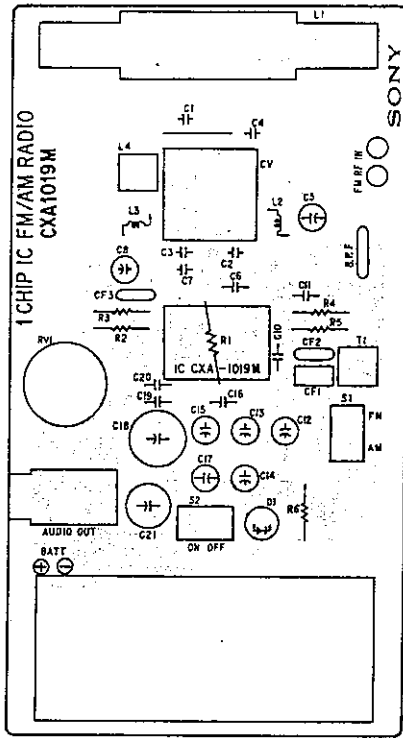 L1
SONY
1 CHIP IC FM/AM RADIO
CXA1019M
C1
C4
L4
CV
FM RF IN
L3
L2
C5
B.P.F
C8
C3
C2
C7
C6
CF3
C11
R3
R4
R2
R5
R1
C10
IC CXA-1019M
RV1
CF2
T1
C20
CF1
C19
C16
S1
FM
AM
C18
C15
C13
C12
C17
C14
S2
D1
R6
C21
AUDIO OUT
ON OFF
BATT
+ −